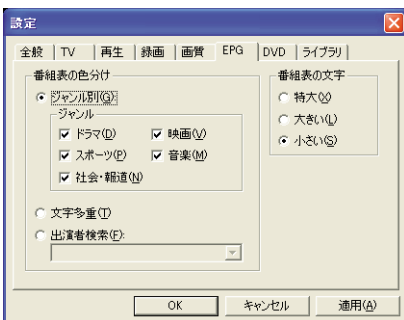 設定
全般 TV 再生 録画 画質 EPG DVD ライブラリ
番組表の色分け
ジャンル別(G):
ジャンル
ドラマ(D) 映画(V)
スポーツ(P) 音楽(M)
社会・報道(N)
文字多重(T)
出演者検索(F):
番組表の文字
特大(X)
大きい(L)
小さい(S)
OK キャンセル 適用(A)